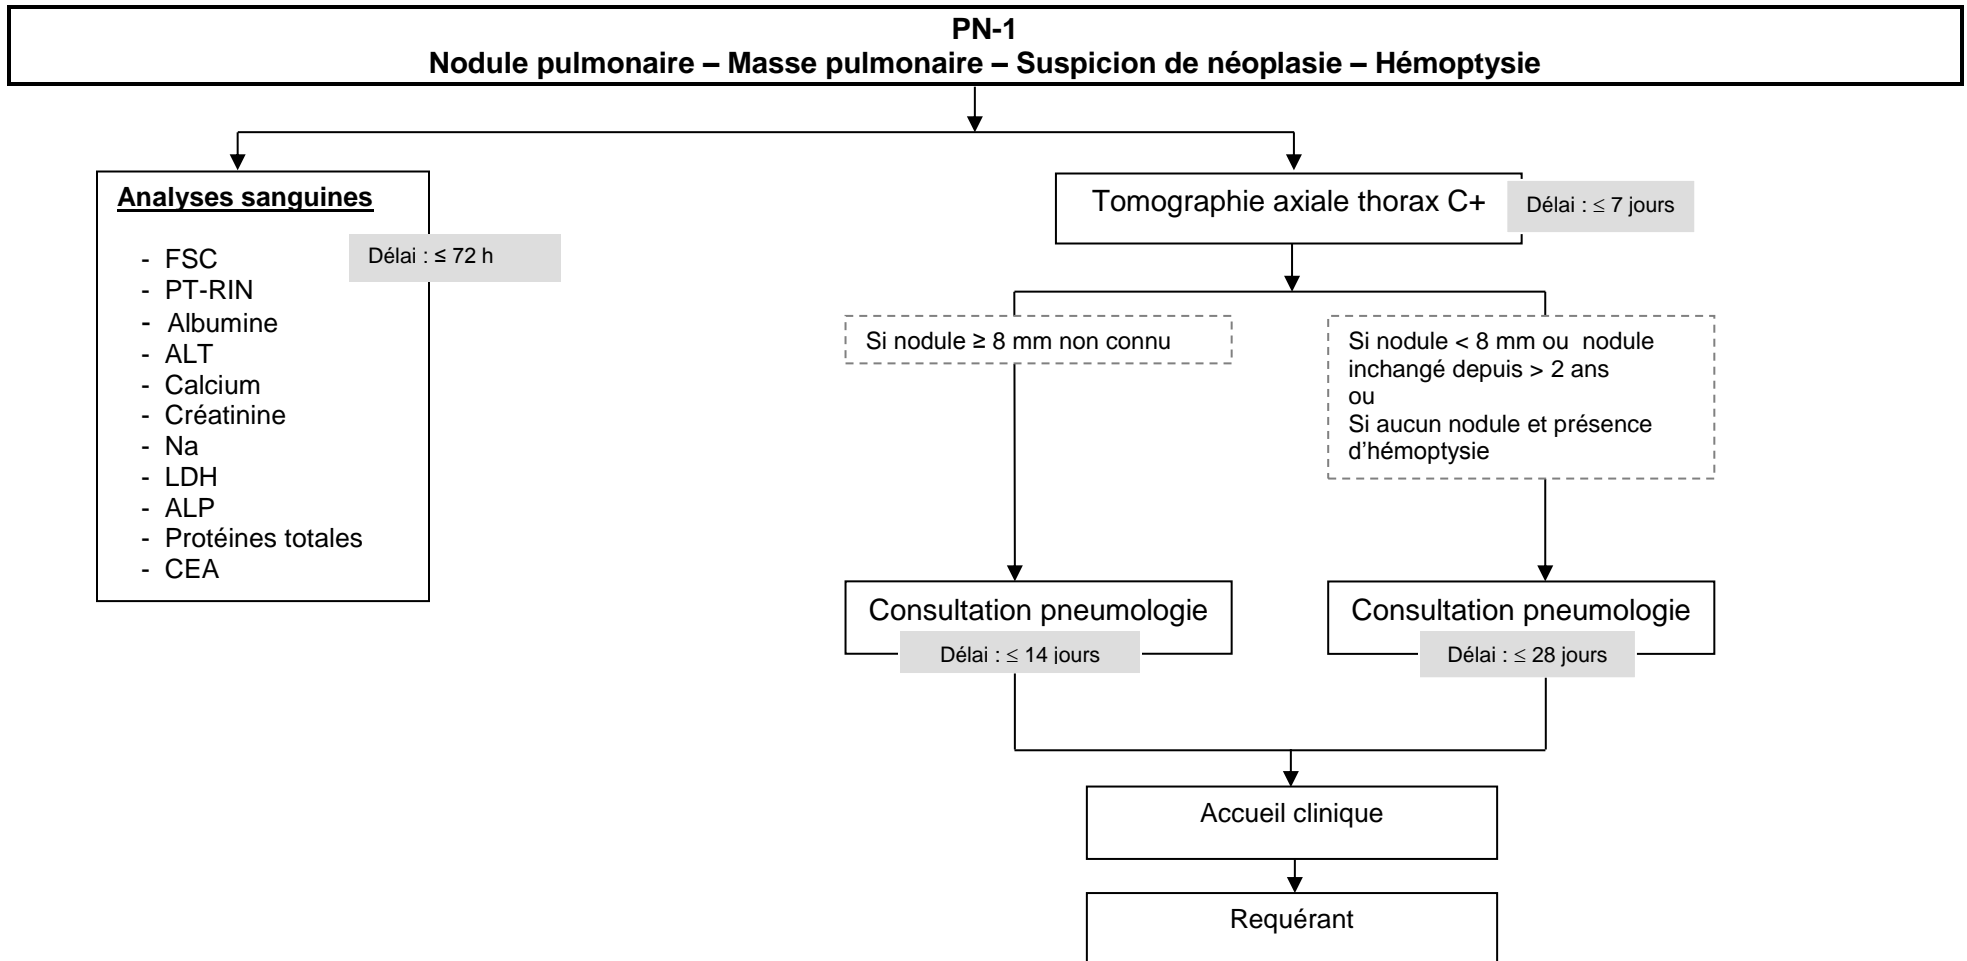 PN-1
Nodule pulmonaire – Masse pulmonaire – Suspicion de néoplasie – Hémoptysie
Analyses sanguines
Délai : ≤ 72 h
- FSC
- PT-RIN
- Albumine
- ALT
- Calcium
- Créatinine
- Na
- LDH
- ALP
- Protéines totales
- CEA
Tomographie axiale thorax C+
Délai : ≤ 7 jours
Si nodule ≥ 8 mm non connu
Si nodule < 8 mm ou nodule
inchangé depuis > 2 ans
ou
Si aucun nodule et présence
d’hémoptysie
Consultation pneumologie
Délai : ≤ 14 jours
Consultation pneumologie
Délai : ≤ 28 jours
Accueil clinique
Requérant